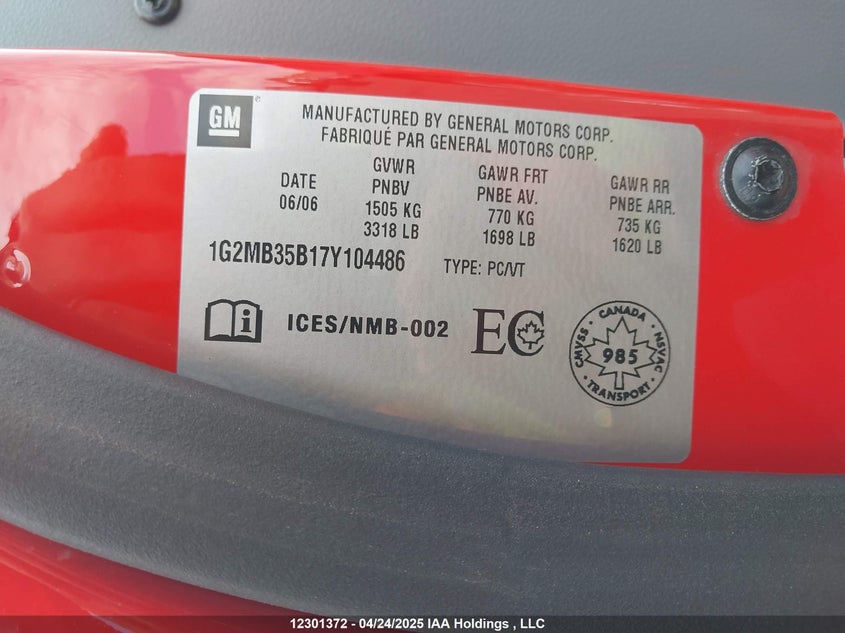 GM
MANUFACTURED BY GENERAL MOTORS CORP.
FABRIQUÉ PAR GENERAL MOTORS CORP.
DATE
06/06
GVWR
PNBV
1505 KG
3318 LB
GAWR FRT
PNBE AV.
770 KG
1698 LB
GAWR RR
PNBE ARR.
735 KG
1620 LB
1G2MB35B17Y104486 TYPE: PC/VT
ICES/NMB-002 EC
CANADA
CMVSS 985 NSVAC
TRANSPORT
12301372 - 04/24/2025 IAA Holdings , LLC